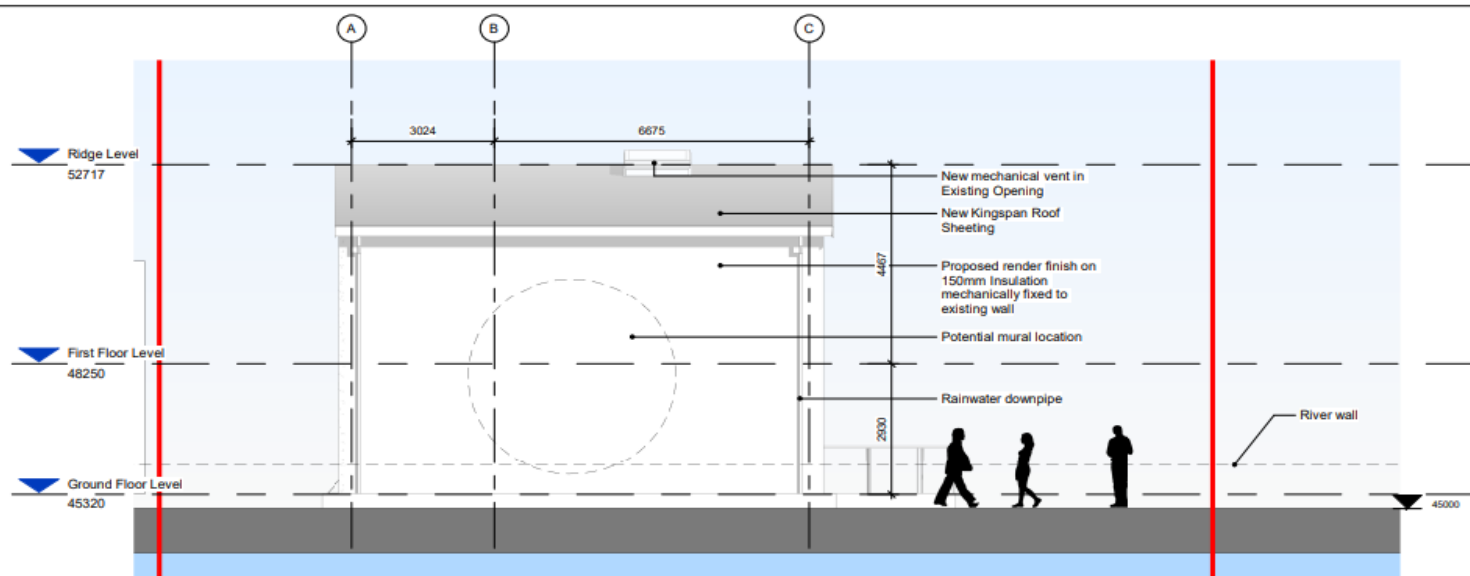 A
B
C
3024
6675
Ridge Level
52717
New mechanical vent in
Existing Opening
New Kingspan Roof
Sheeting
4467
Proposed render finish on
150mm Insulation
mechanically fixed to
existing wall
Potential mural location
First Floor Level
48250
Rainwater downpipe
2930
River wall
Ground Floor Level
45320
45000